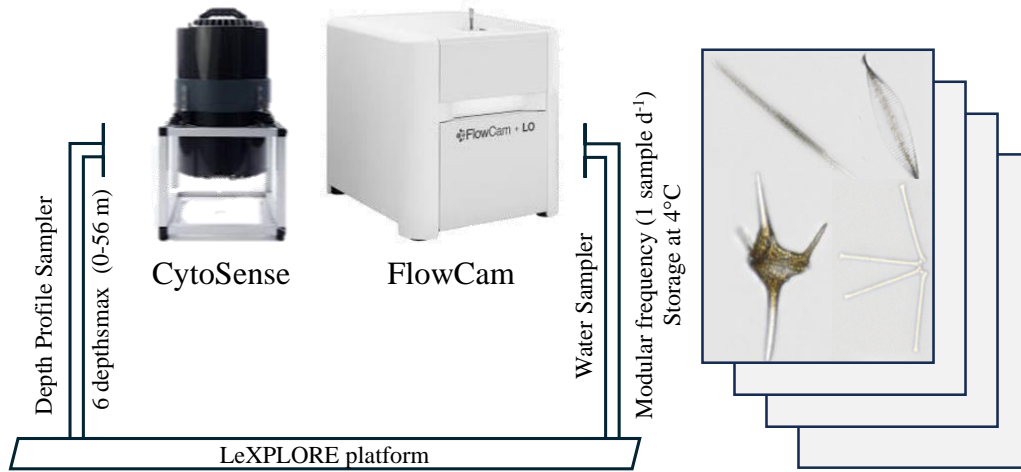 FlowCam + LO
CytoSense
FlowCam
Depth Profile Sampler
6 depthsmax (0-56 m)
Water Sampler
Modular frequency (1 sample d-1)
Storage at 4°C
LeXPLORE platform